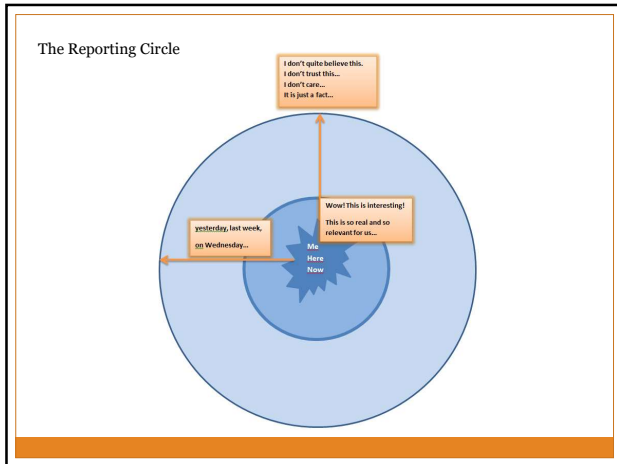 The Reporting Circle
I don't quite believe this.
I don't trust this...
I don't care...
It is just a fact...
Wow! This is interesting!
This is so real and so
relevant for us...
yesterday, last week,
on Wednesday...
Me
Here
Now